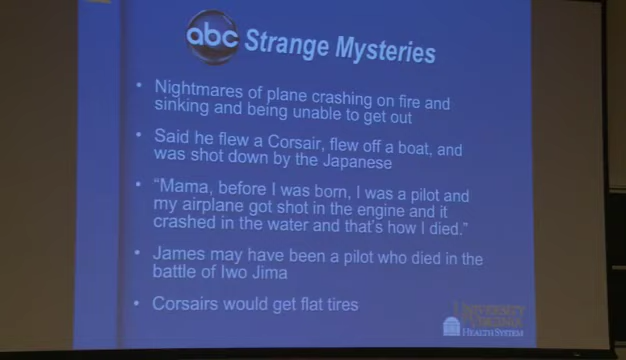 abc Strange Mysteries
• Nightmares of plane crashing on fire and
sinking and being unable to get out
• Said he flew a Corsair, flew off a boat, and
was shot down by the Japanese
• "Mama, before I was born, I was a pilot and
my airplane got shot in the engine and it
crashed in the water and that's how I died."
• James may have been a pilot who died in the
battle of Iwo Jima
• Corsairs would get flat tires
UNIVERSITY
VIRGINIA
HEALTH SYSTEM